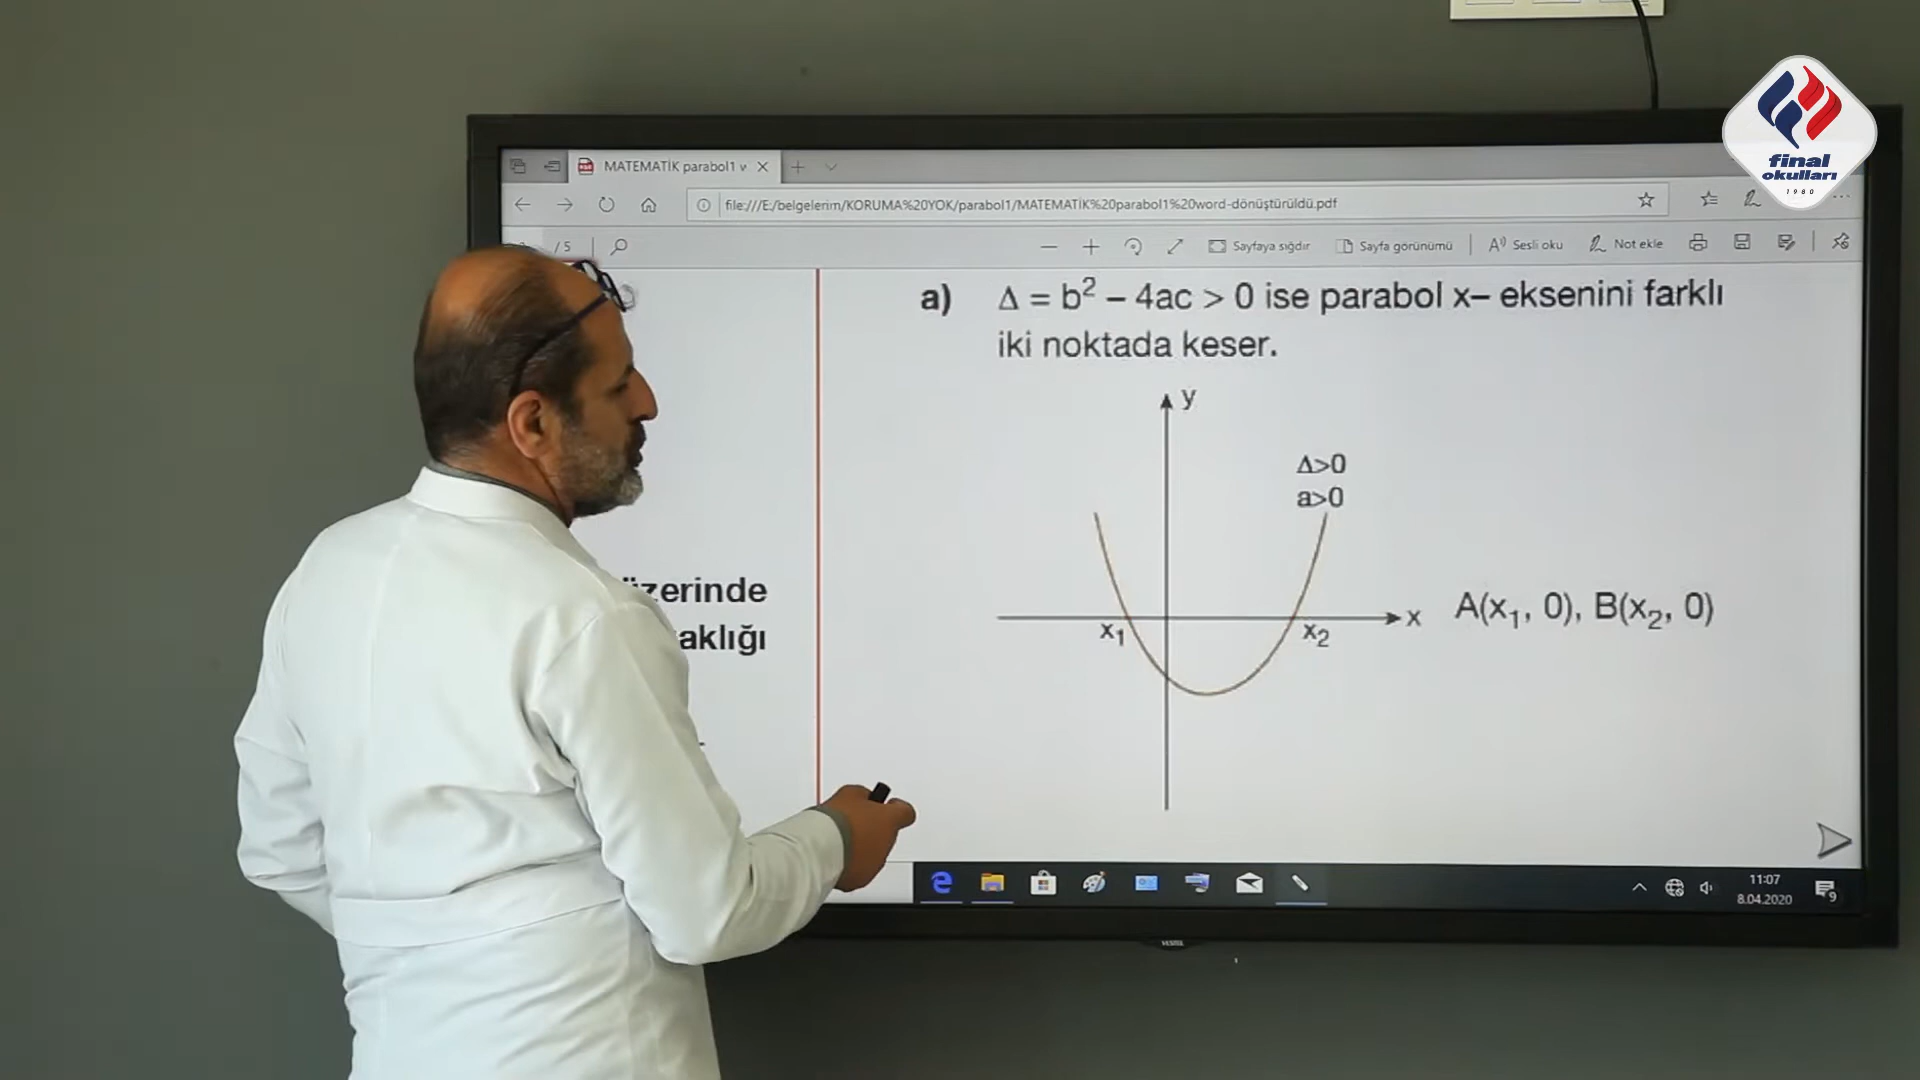 final
okulları
1980
MATEMATİK parabol1 v
file:///E:/belgelerim/KORUMA%20YOK/parabol1/MATEMATİK%20parabol1%20word-dönüştürüldü.pdf
/ 5
Sayfaya sığdır
Sayfa görünümü
Sesli oku
Not ekle
a) Δ = b² – 4ac > 0 ise parabol x– eksenini farklı
iki noktada keser.
y
Δ>0
a>0
x
x₁
x₂
A(x₁, 0), B(x₂, 0)
üzerinde
aklığı
11:07
8.04.2020
9
VESTEL